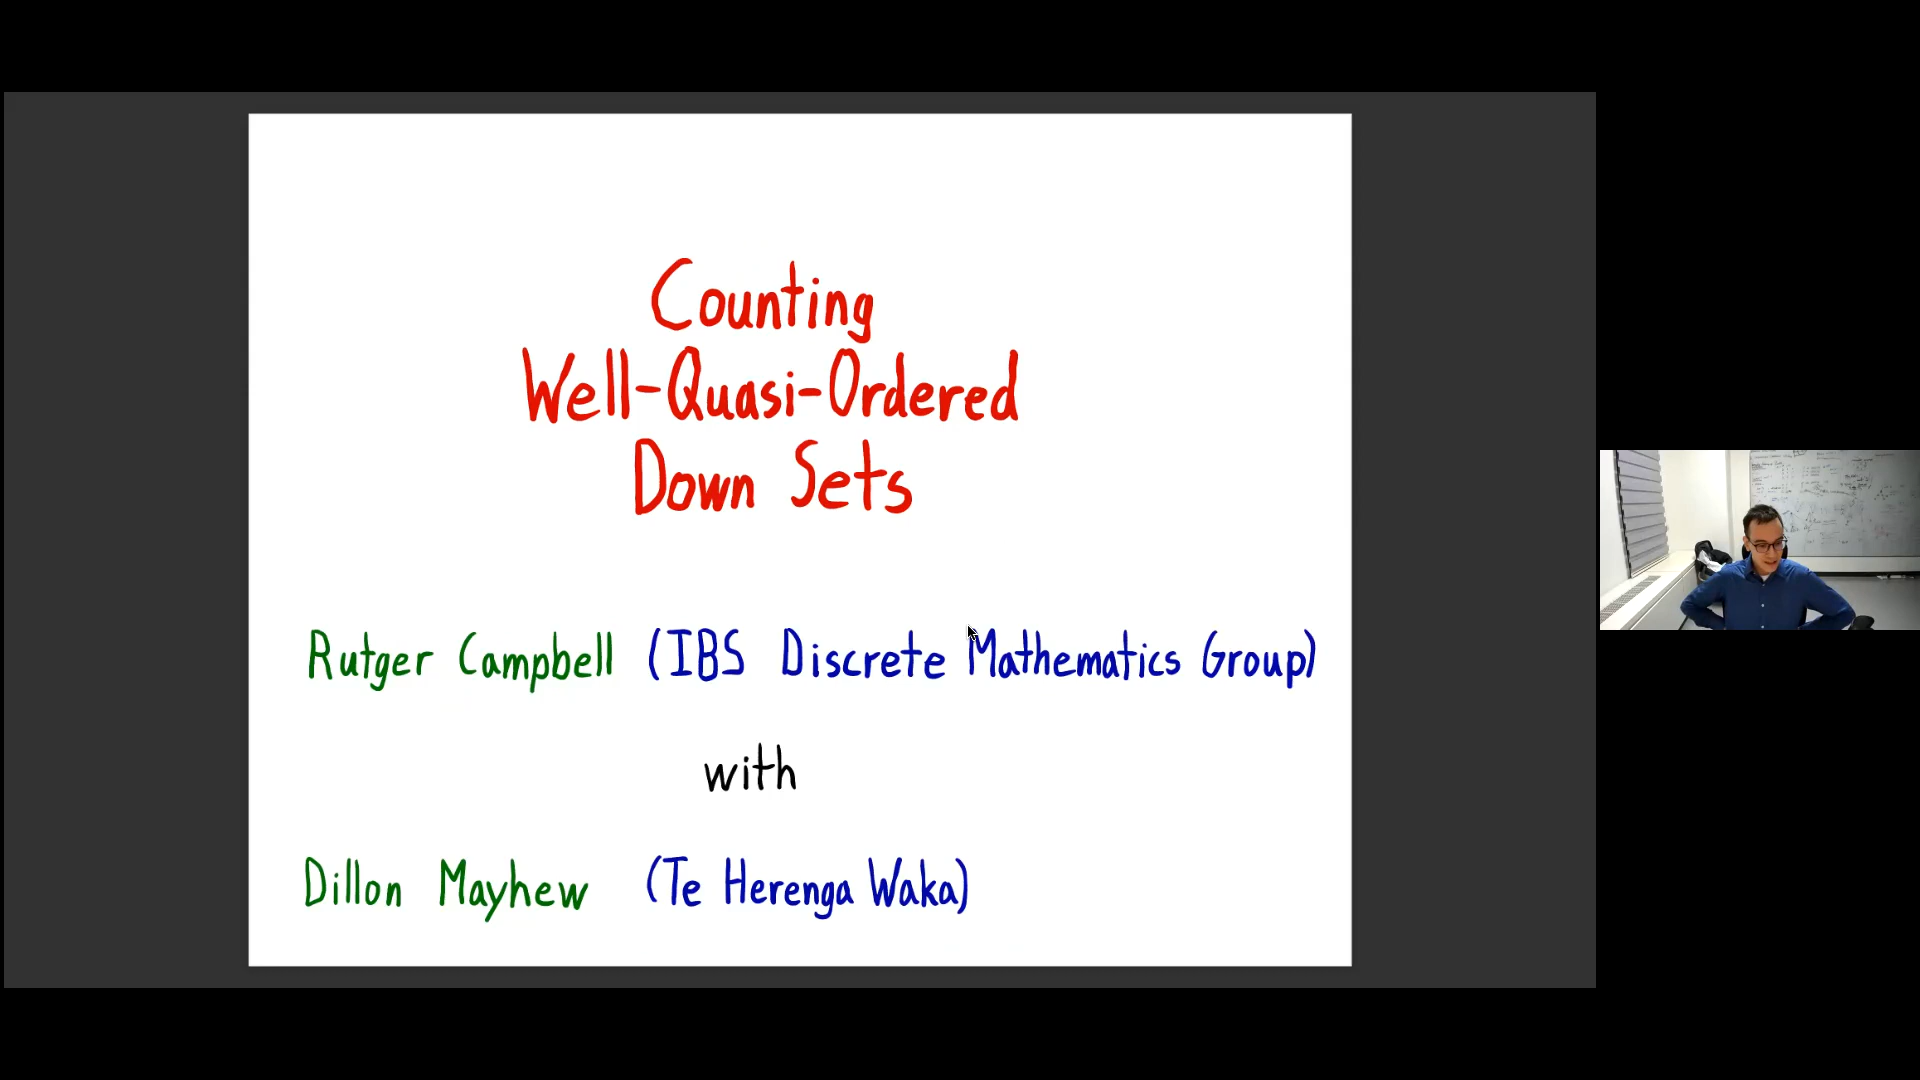 Counting
Well-Quasi-Ordered
Down Sets
Rutger Campbell (IBS Discrete Mathematics Group)
with
Dillon Mayhew (Te Herenga Waka)